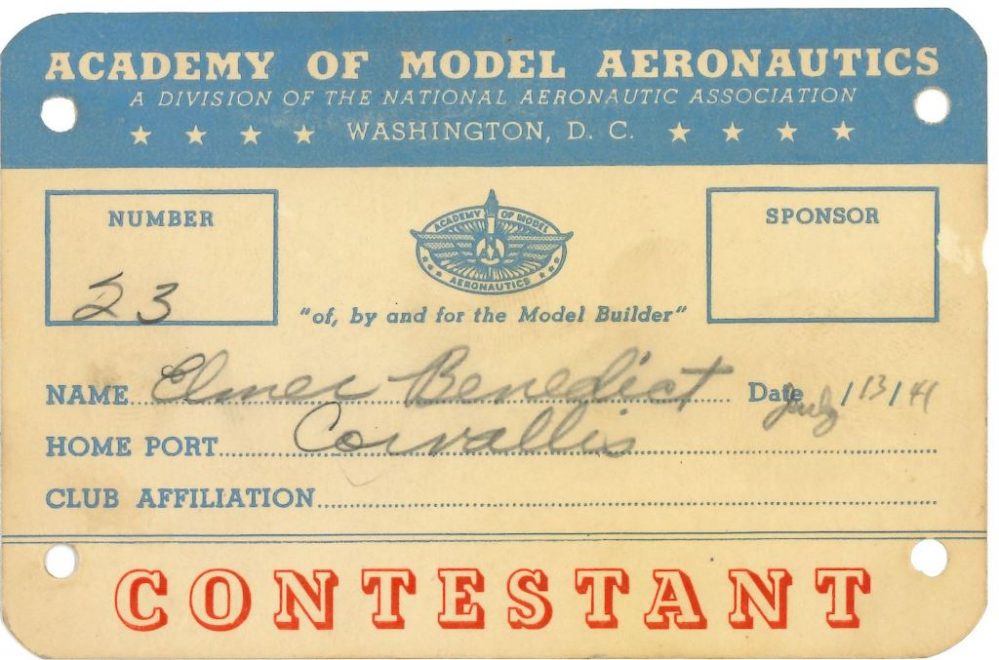 ACADEMY OF MODEL AERONAUTICS
A DIVISION OF THE NATIONAL AERONAUTIC ASSOCIATION
WASHINGTON, D. C.
NUMBER
23
ACADEMY OF MODEL
AERONAUTICS
SPONSOR
"of, by and for the Model Builder"
NAME Elmer Benedict Date July /13/ 41
HOME PORT Corvallis
CLUB AFFILIATION
CONTESTANT